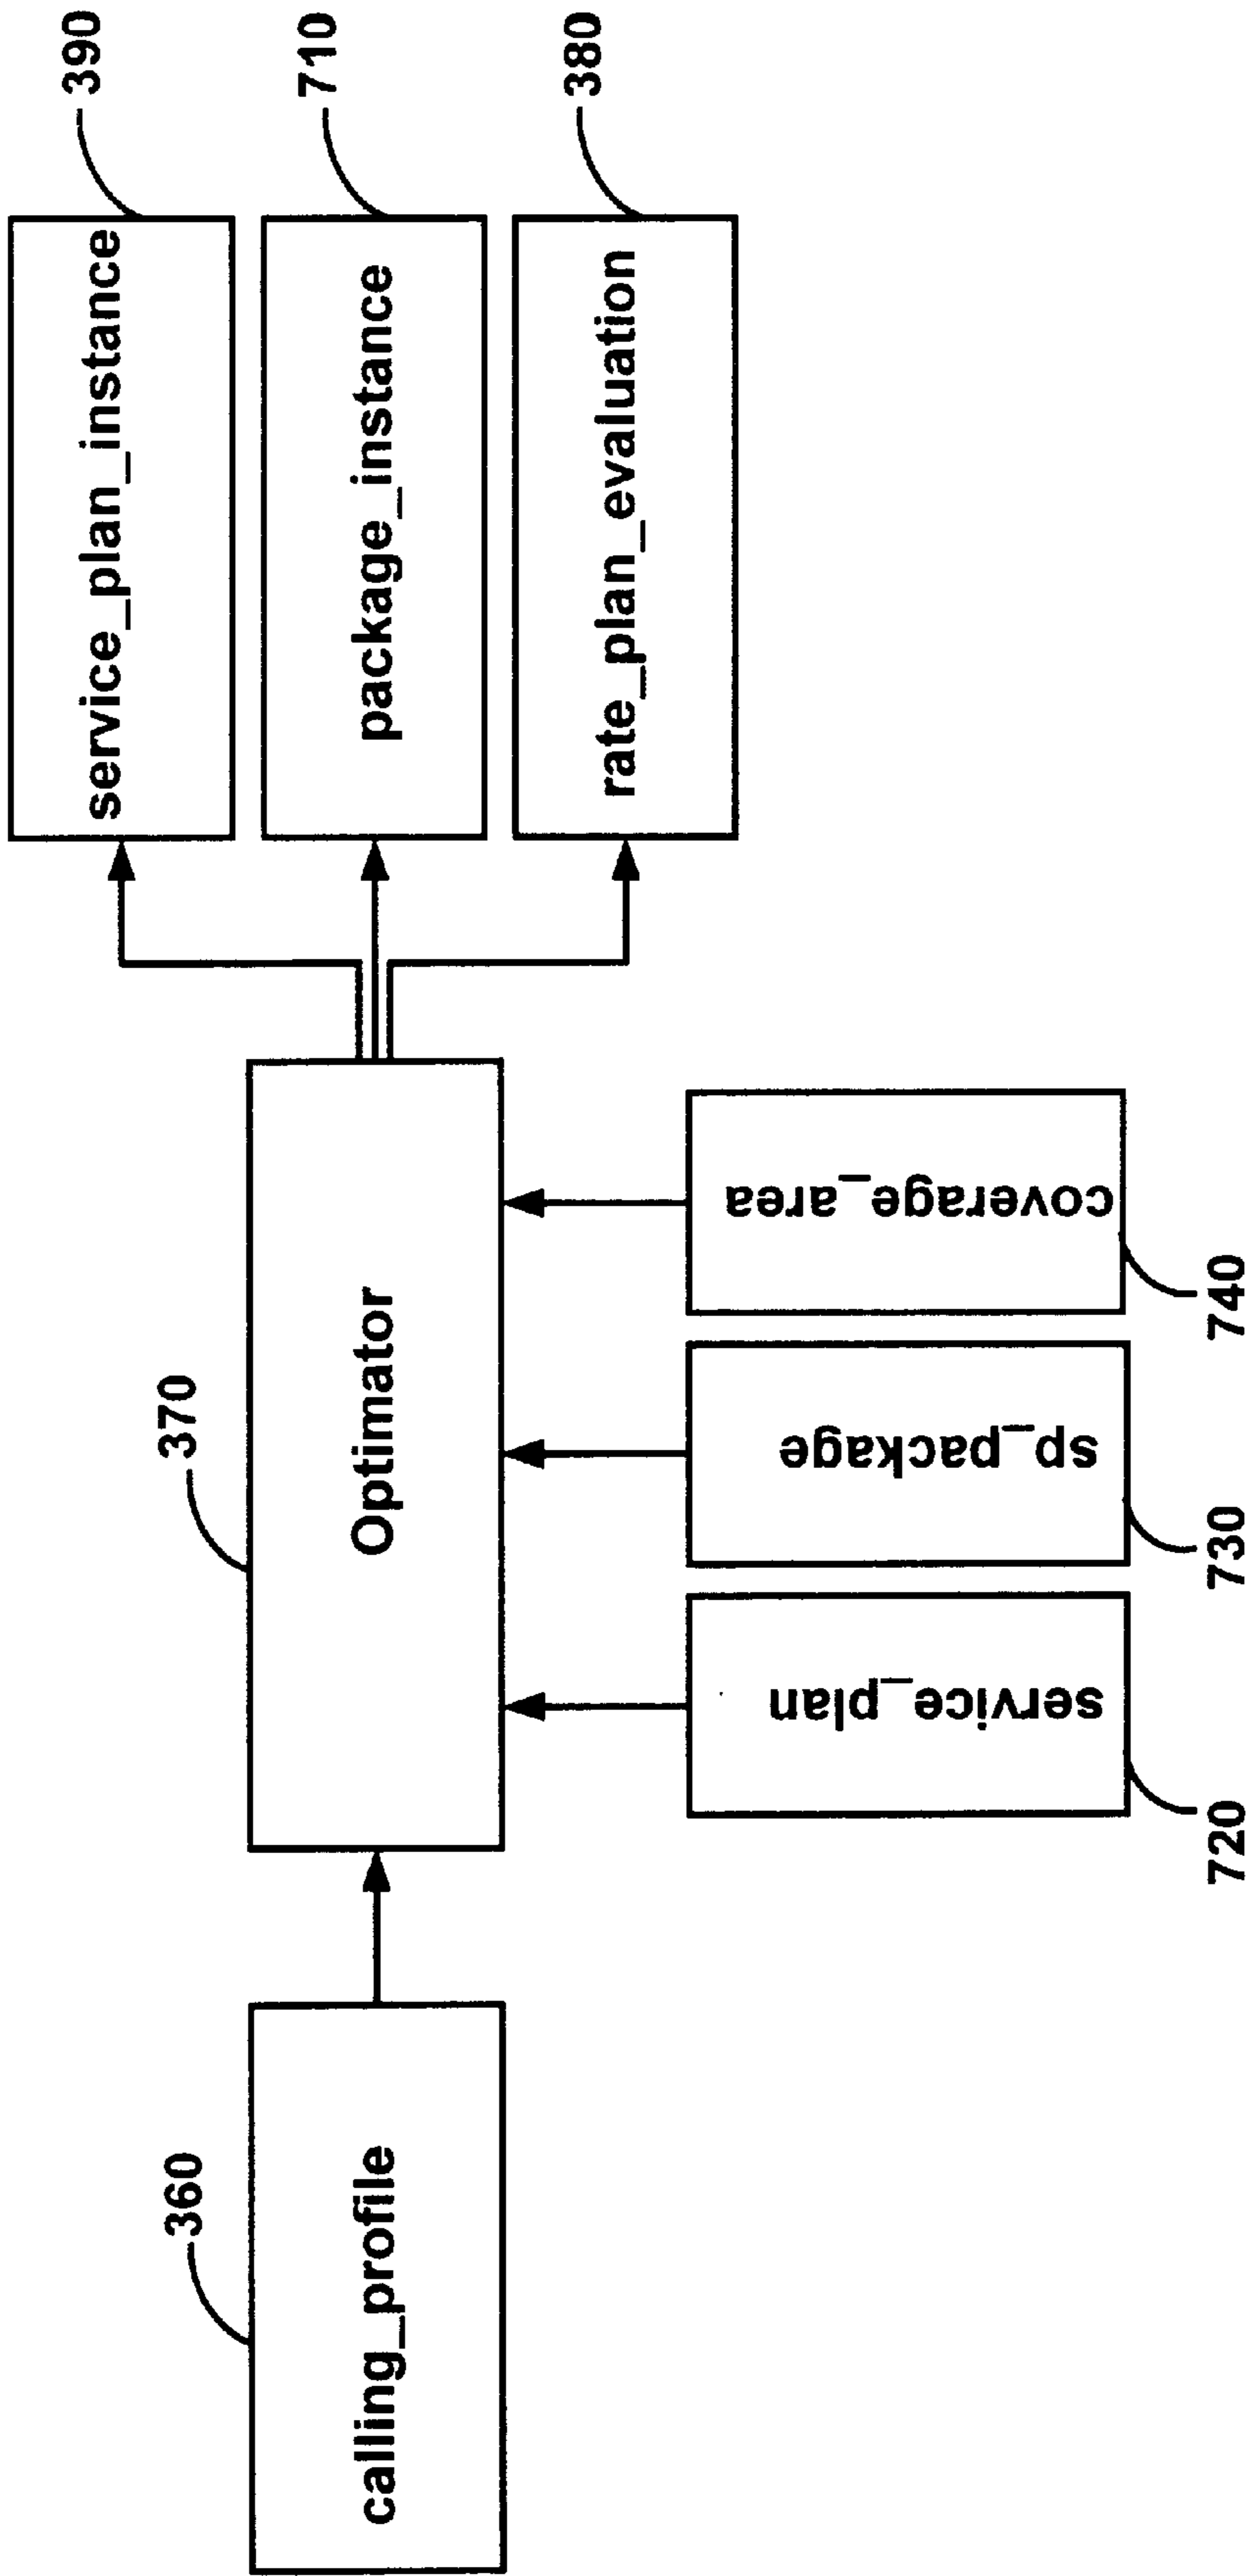 360
calling_profile
370
Optimator
720
service_plan
730
sp_package
740
coverage_area
service_plan_instance
390
package_instance
710
rate_plan_evaluation
380